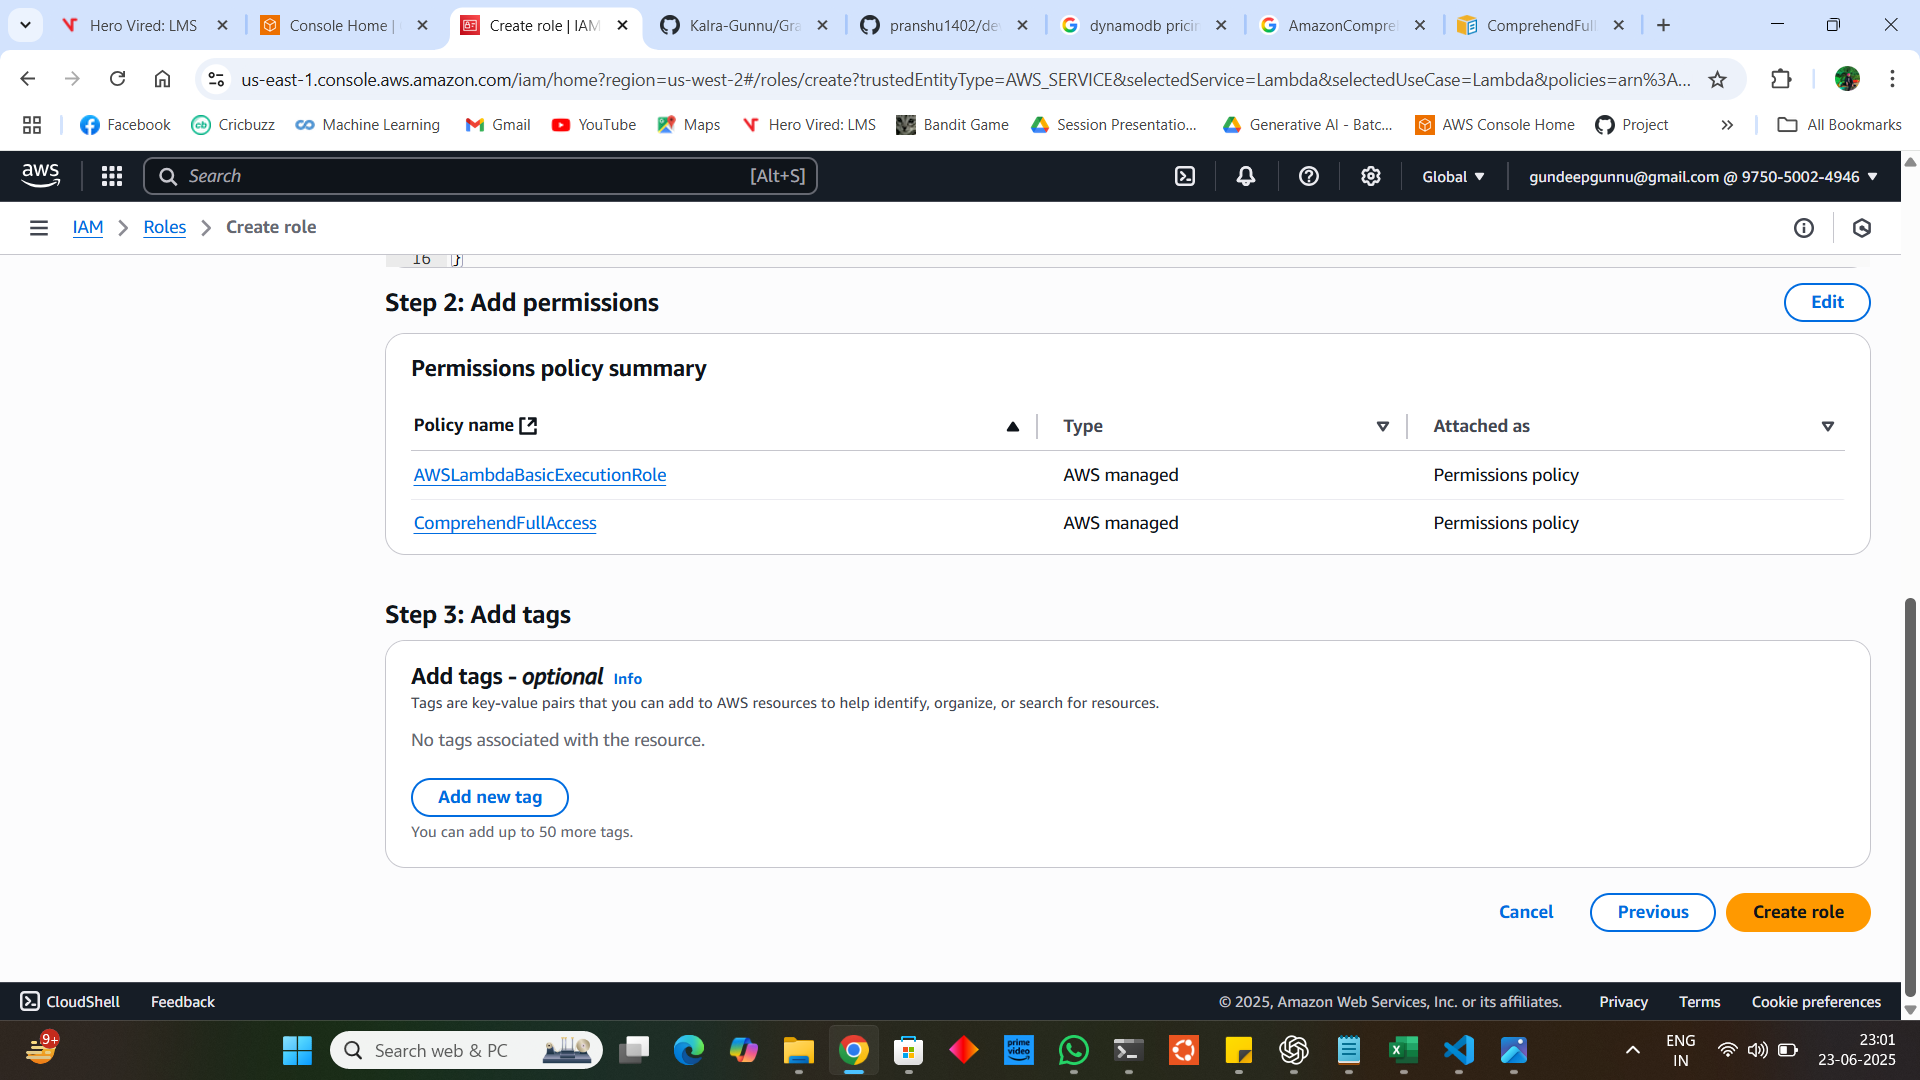 Hero Vired: LMS
Console Home |
Create role | IAM
Kalra-Gunnu/Gra
pranshu1402/dev
dynamodb pricin
AmazonCompreh
ComprehendFull
us-east-1.console.aws.amazon.com/iam/home?region=us-west-2#/roles/create?trustedEntityType=AWS_SERVICE&selectedService=Lambda&selectedUseCase=Lambda&policies=arn%3A...
Facebook
Cricbuzz
Machine Learning
Gmail
YouTube
Maps
Hero Vired: LMS
Bandit Game
Session Presentatio...
Generative AI - Batc...
AWS Console Home
Project
All Bookmarks
aws
Search
[Alt+S]
Global
gundeepgunnu@gmail.com @ 9750-5002-4946
IAM
Roles
Create role
16 }
Step 2: Add permissions
Edit
Permissions policy summary
Policy name
Type
Attached as
AWSLambdaBasicExecutionRole
AWS managed
Permissions policy
ComprehendFullAccess
AWS managed
Permissions policy
Step 3: Add tags
Add tags - optional Info
Tags are key-value pairs that you can add to AWS resources to help identify, organize, or search for resources.
No tags associated with the resource.
Add new tag
You can add up to 50 more tags.
Cancel
Previous
Create role
CloudShell
Feedback
© 2025, Amazon Web Services, Inc. or its affiliates.
Privacy
Terms
Cookie preferences
9+
Search web & PC
prime video
ENG
IN
23:01
23-06-2025